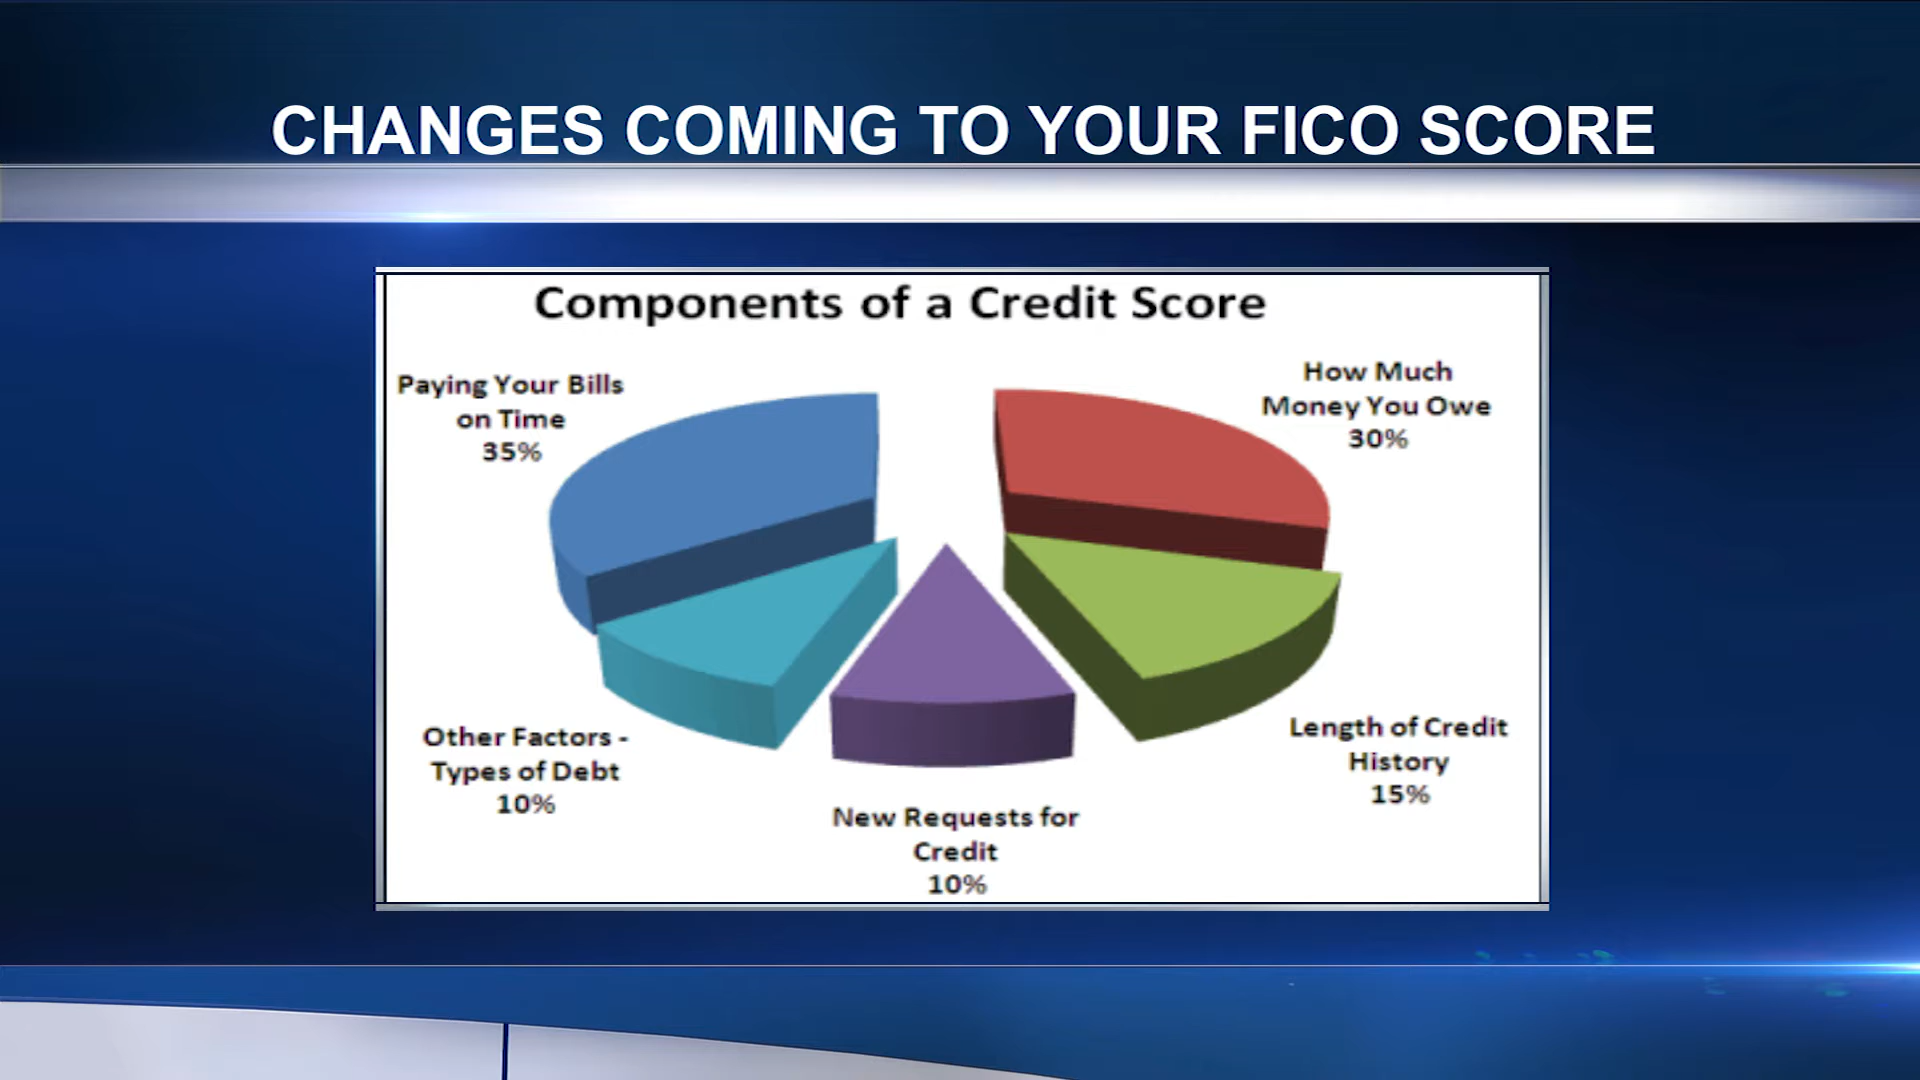 CHANGES COMING TO YOUR FICO SCORE
Components of a Credit Score
Paying Your Bills
on Time
35%
How Much
Money You Owe
30%
Other Factors -
Types of Debt
10%
New Requests for
Credit
10%
Length of Credit
History
15%